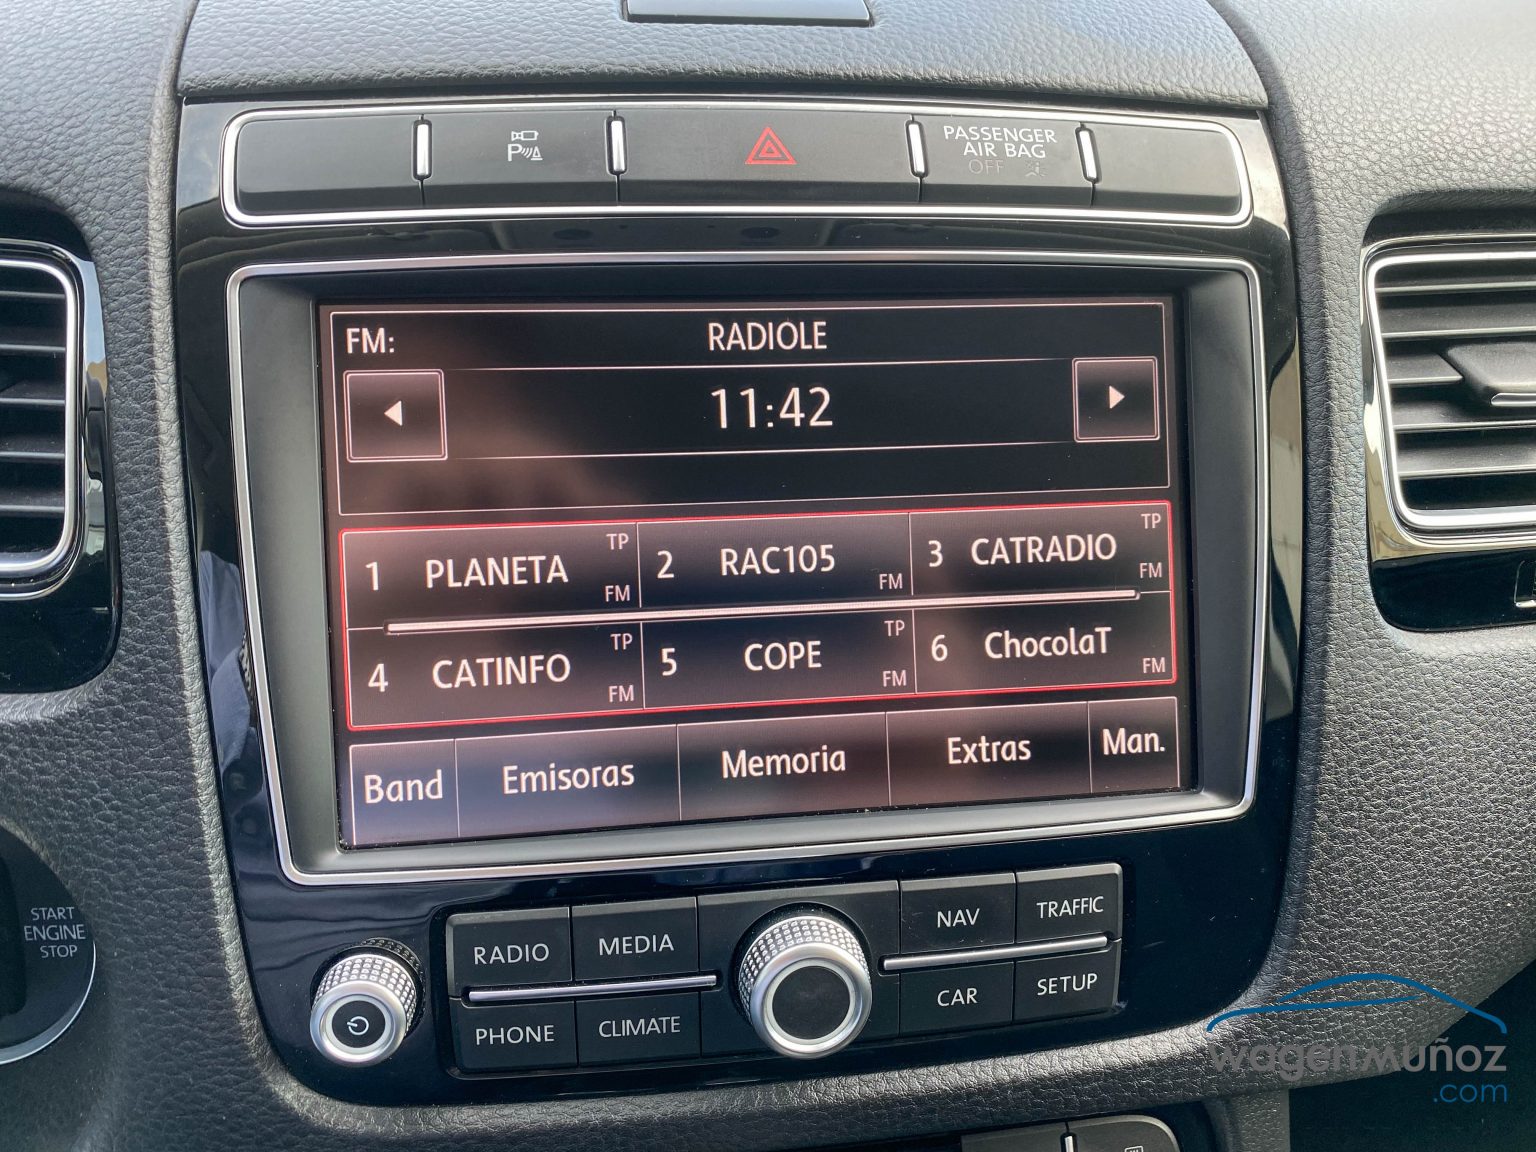 P
PASSENGER
AIR BAG
OFF
FM:
RADIOLE
11:42
1 PLANETA TP FM
2 RAC105 FM
3 CATRADIO TP FM
4 CATINFO TP FM
5 COPE TP FM
6 ChocolaT FM
Band
Emisoras
Memoria
Extras
Man.
START
ENGINE
STOP
RADIO
MEDIA
NAV
TRAFFIC
PHONE
CLIMATE
CAR
SETUP
wagenmuñoz
.com